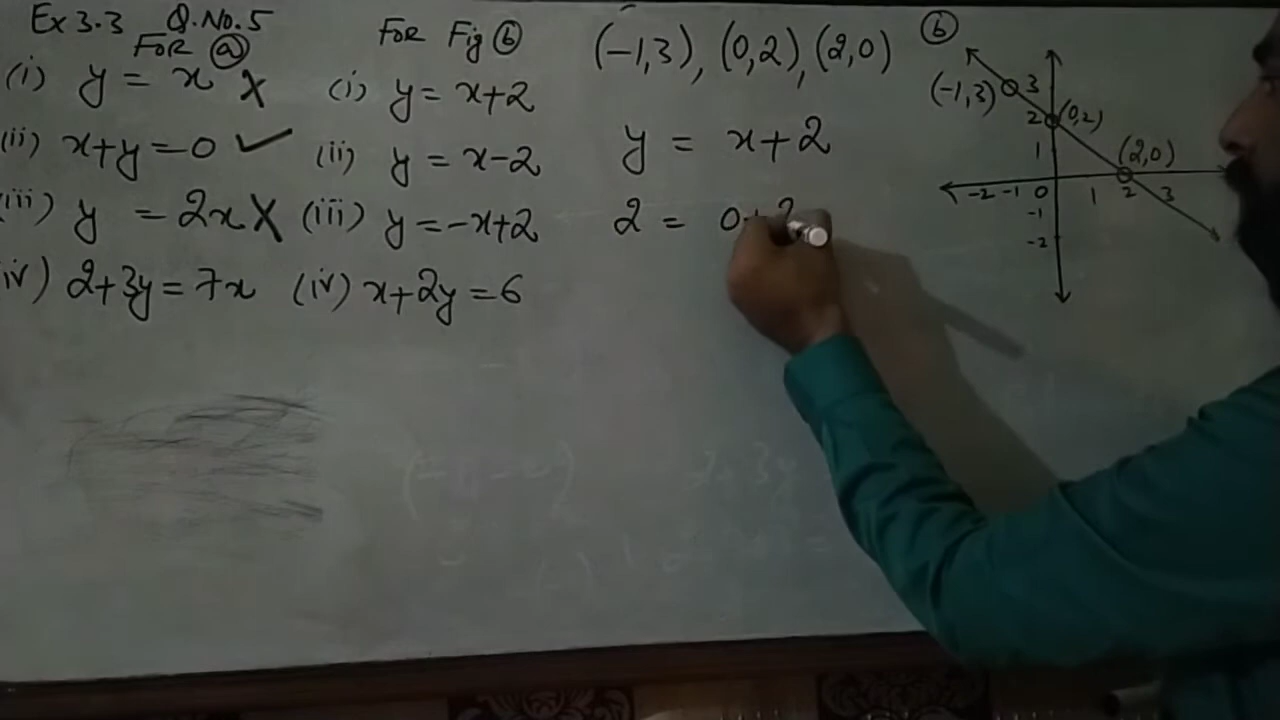 Ex 3.3 Q.No.5
FOR ⓐ
(i) y = x X
(ii) x+y=0 ✓
(iii) y = 2x X
(iv) 2+3y=7x
FOR Fig ⓑ
(i) y = x+2
(ii) y = x-2
(iii) y = -x+2
(iv) x+2y=6
(-1,3), (0,2), (2,0)
y = x+2
2 = 0+2
ⓑ
(-1,3) 3
2 (0,2)
1 (2,0)
-2 -1 0 1 2 3
-1
-2